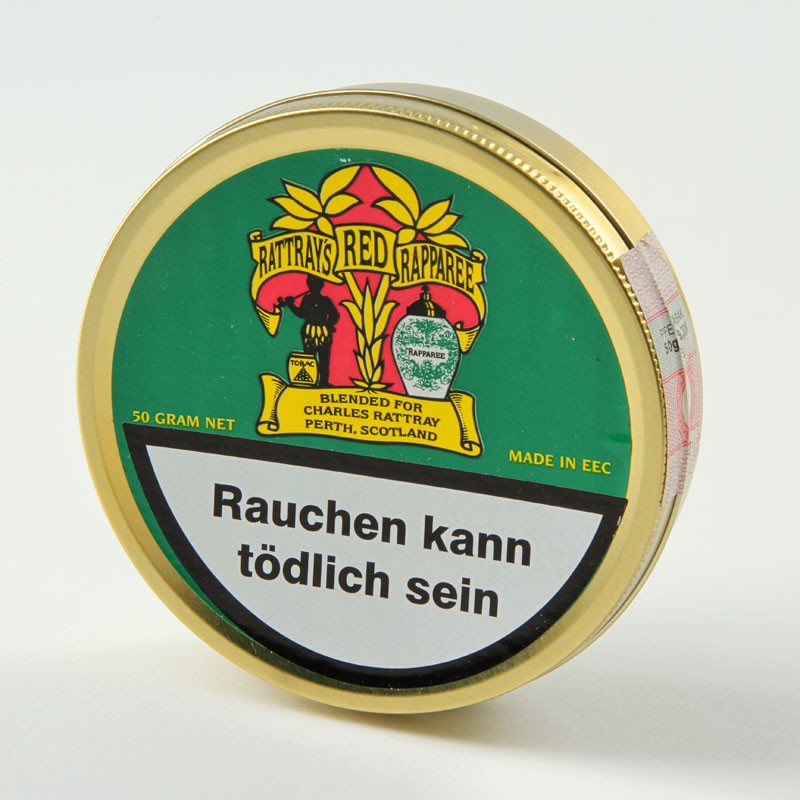 RATTRAY'S RED RAPPAREE
TOBAC
RAPPAREE
BLENDED FOR
CHARLES RATTRAY
PERTH, SCOTLAND
50 GRAM NET
MADE IN EEC
Rauchen kann
tödlich sein
50g